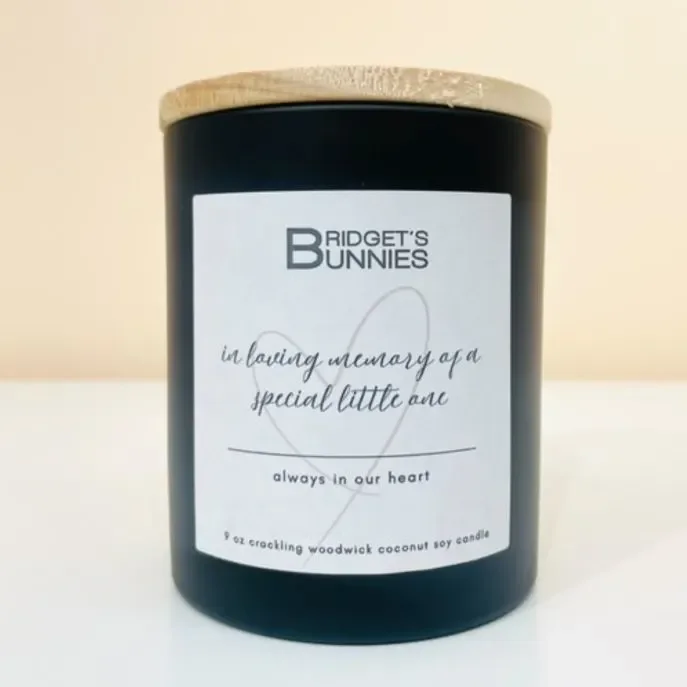 BRIDGET'S
BUNNIES
in loving memory of a
special little one
always in our heart
9 oz crackling woodwick coconut soy candle